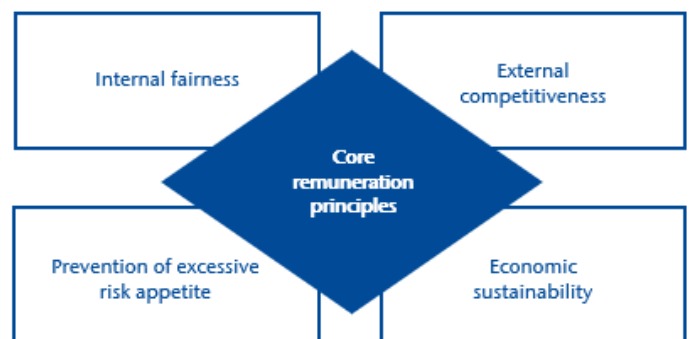 Internal fairness
External
competitiveness
Core
remuneration
principles
Prevention of excessive
risk appetite
Economic
sustainability